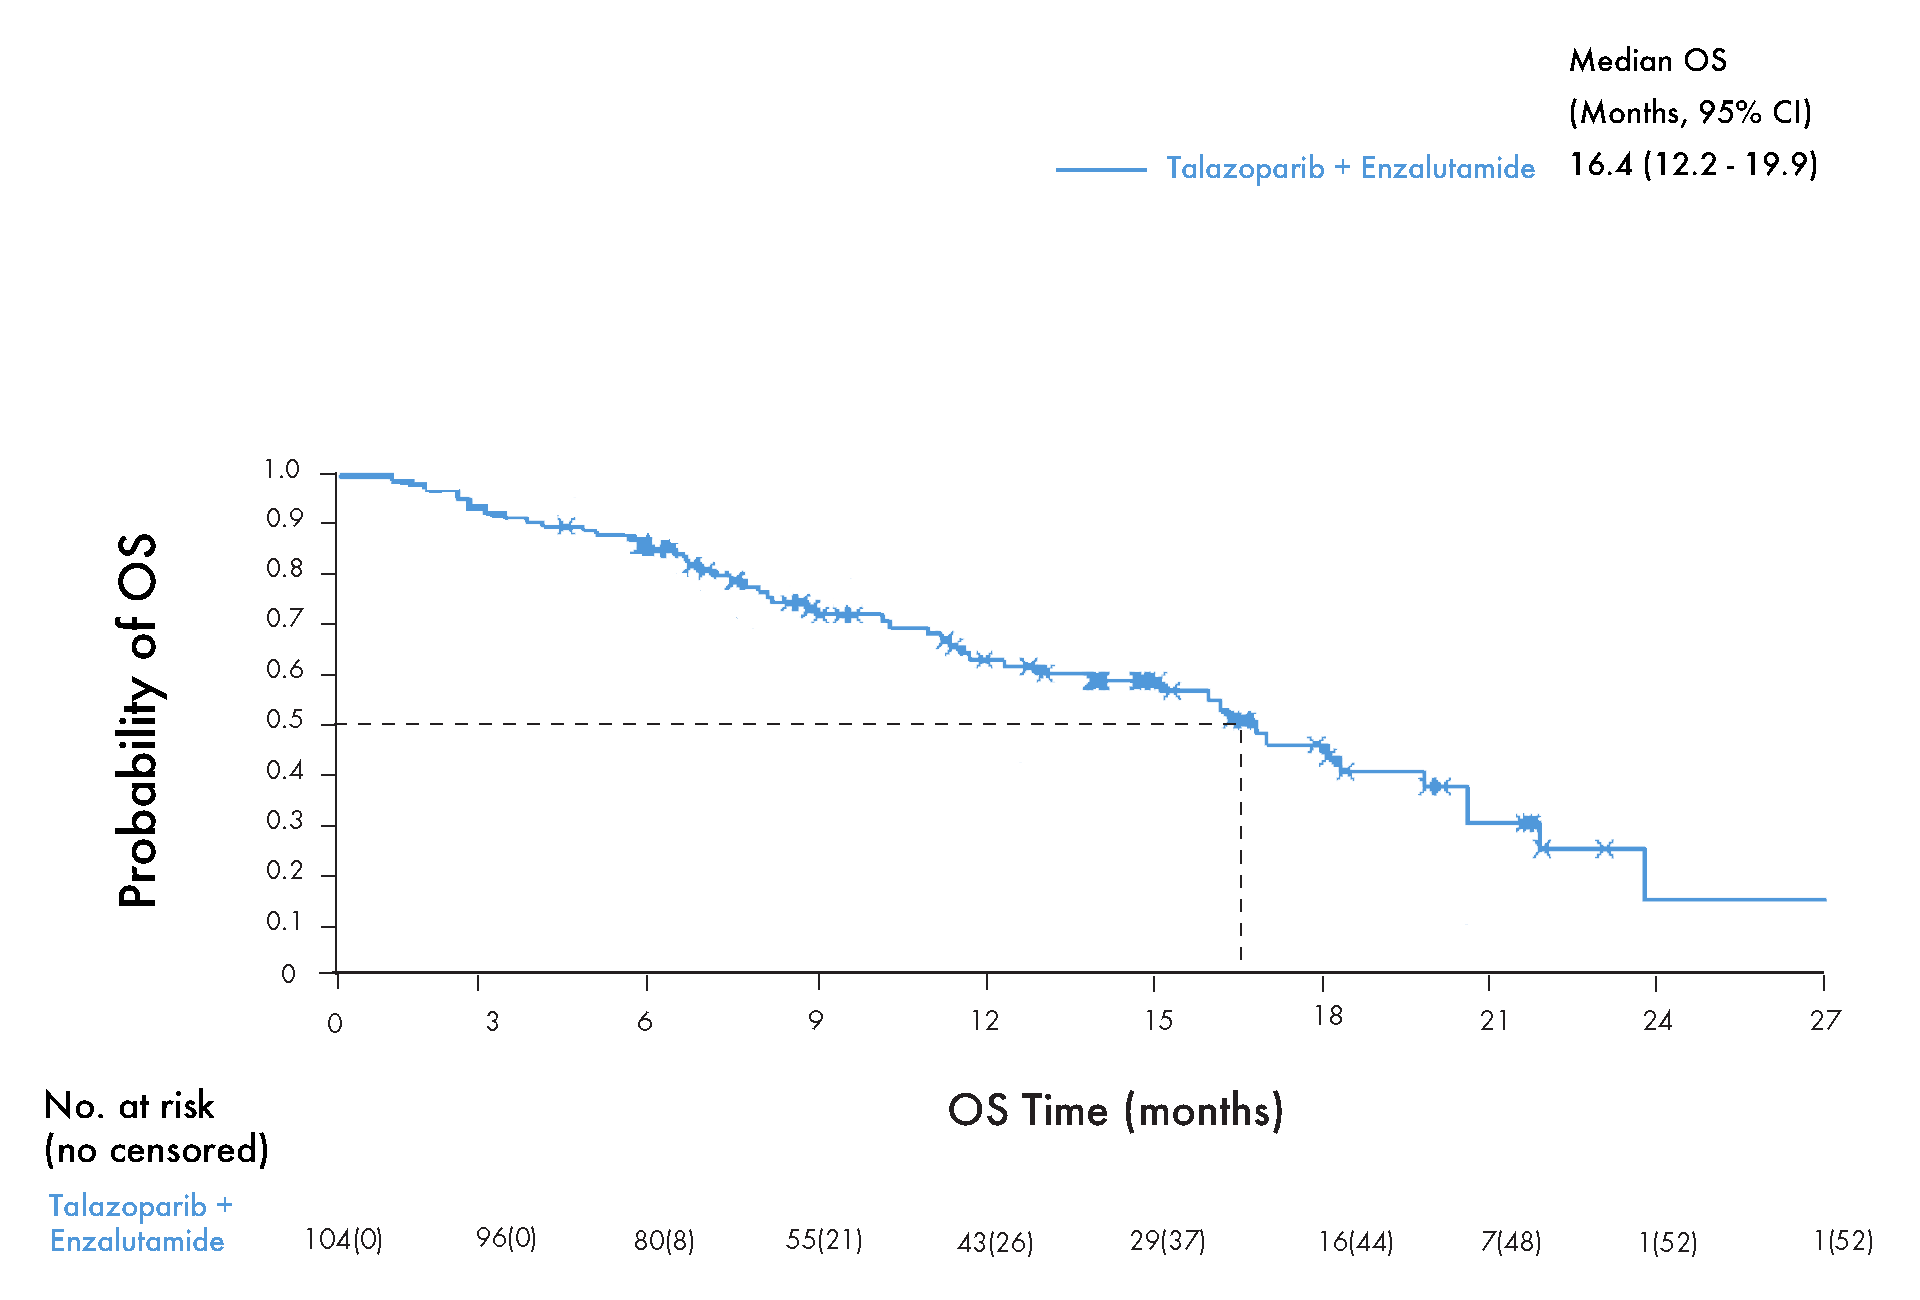 Median OS
(Months, 95% CI)
Talazoparib + Enzalutamide 16.4 (12.2 - 19.9)
Probability of OS
1.0
0.9
0.8
0.7
0.6
0.5
0.4
0.3
0.2
0.1
0
0 3 6 9 12 15 18 21 24 27
OS Time (months)
No. at risk
(no censored)
Talazoparib +
Enzalutamide
104(0) 96(0) 80(8) 55(21) 43(26) 29(37) 16(44) 7(48) 1(52) 1(52)